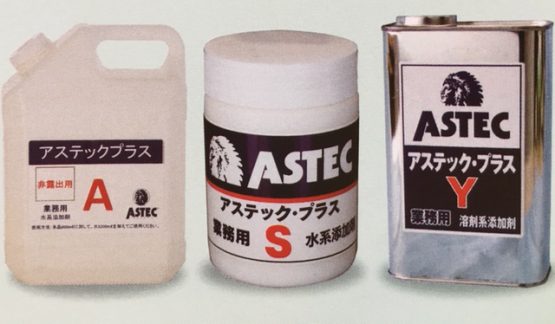 アステックプラス
非露出用
A
業務用
水系添加剤
ASTEC
ASTEC
アステック・プラス
業務用
S
水系添加剤
ASTEC
アステック・プラス
Y
業務用
溶剤系添加剤